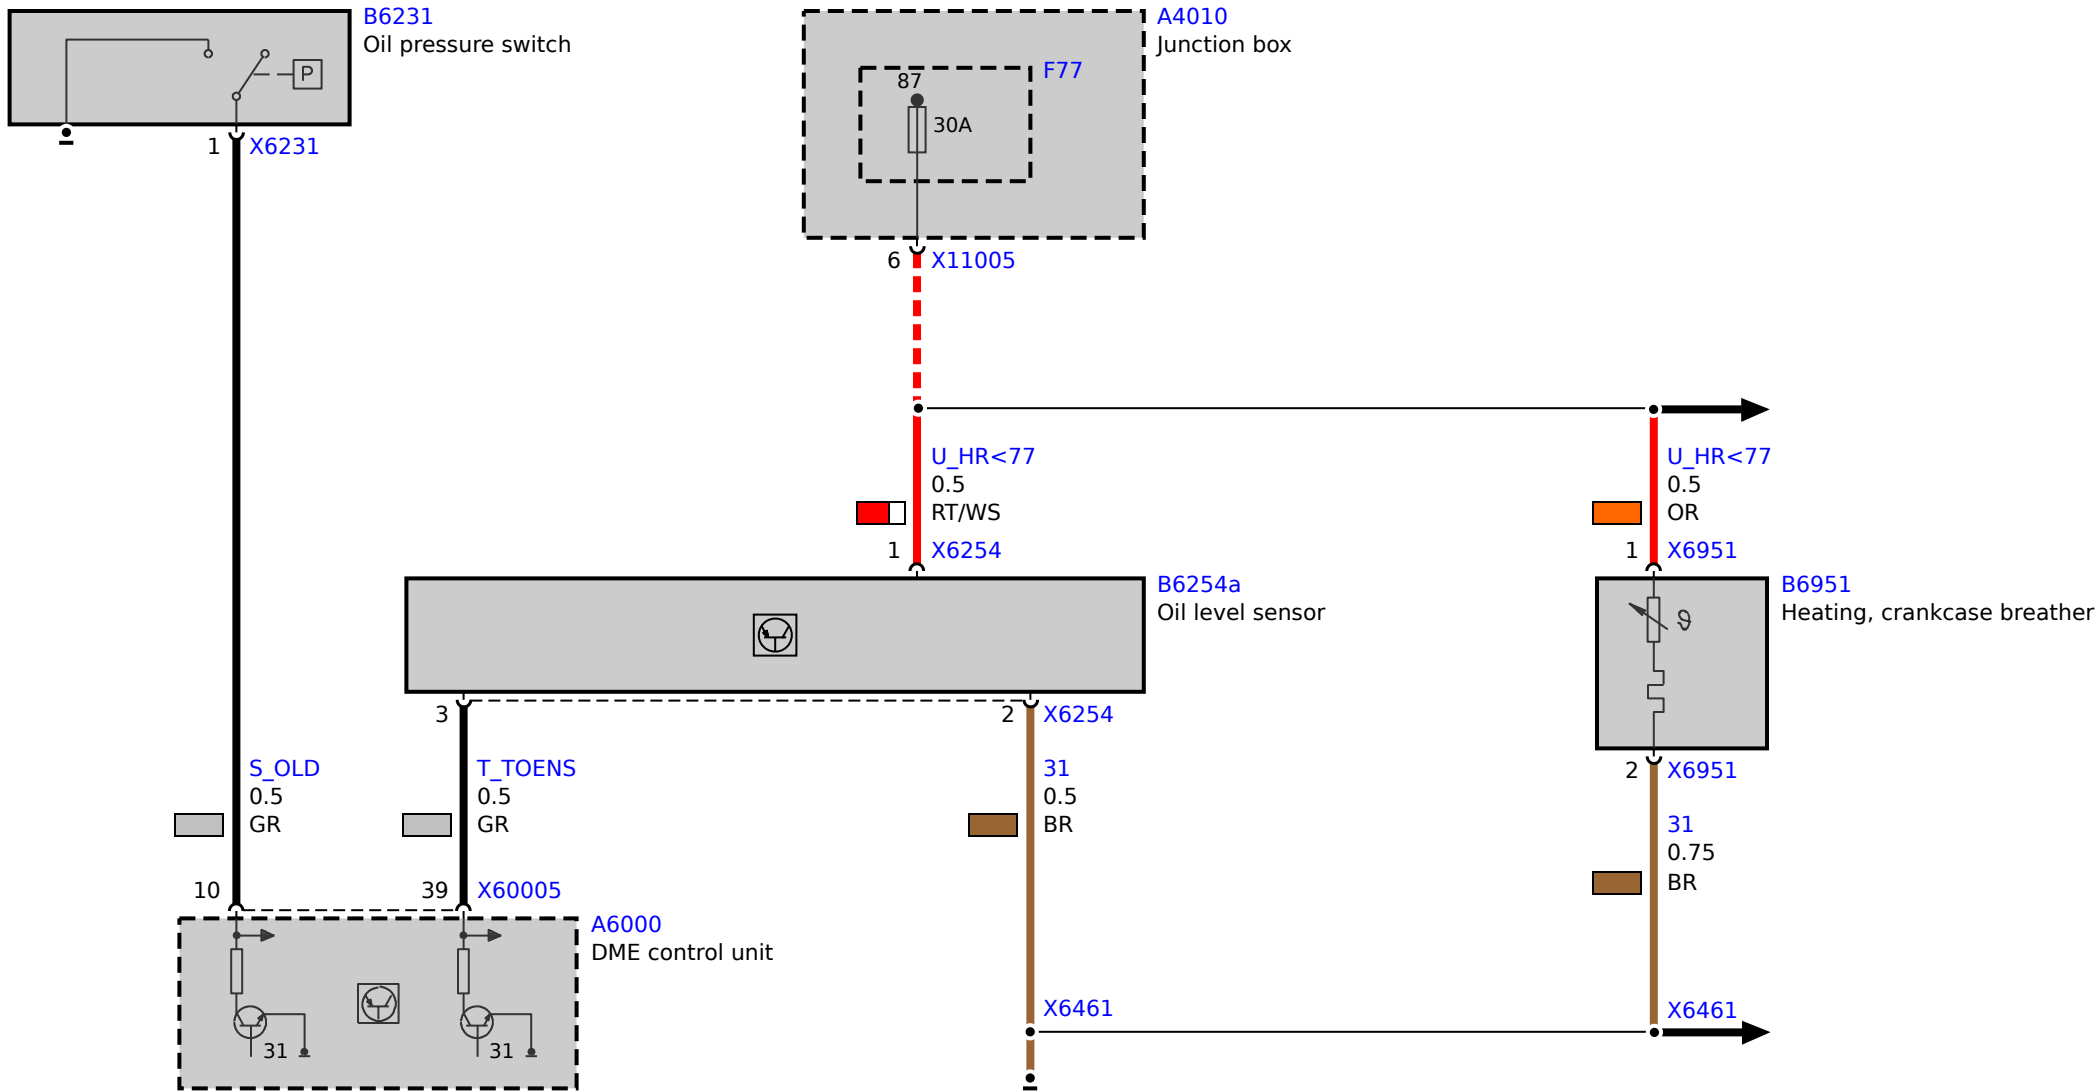 B6231
Oil pressure switch
P
1 X6231
A4010
Junction box
F77
87
30A
6 X11005
U_HR<77
0.5
RT/WS
1 X6254
U_HR<77
0.5
OR
1 X6951
B6254a
Oil level sensor
B6951
Heating, crankcase breather
ϑ
3
2 X6254
2 X6951
S_OLD
0.5
GR
T_TOENS
0.5
GR
31
0.5
BR
31
0.75
BR
10
39 X60005
A6000
DME control unit
31
31
X6461
X6461